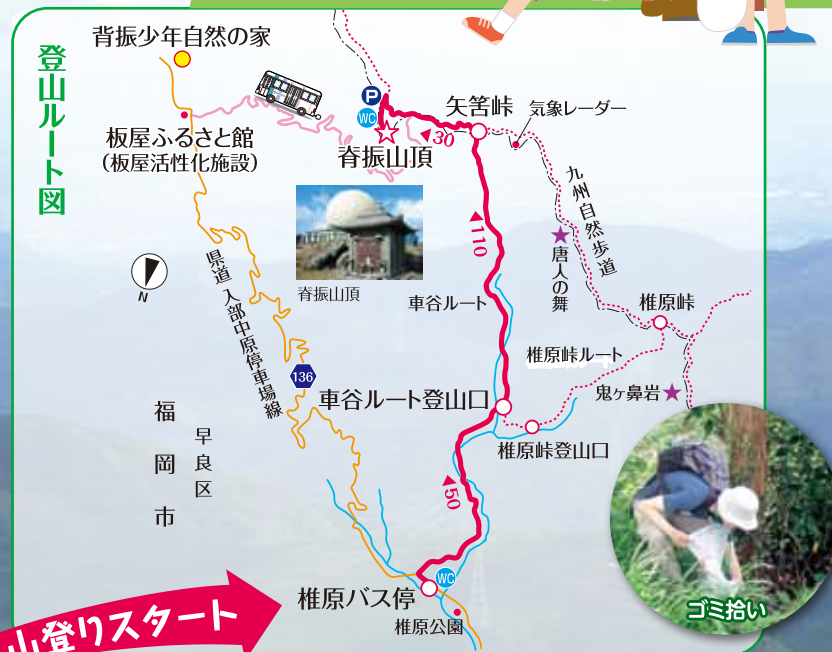 登山ルート図
背振少年自然の家
板屋ふるさと館
(板屋活性化施設)
P
WC
脊振山頂
30
矢筈峠
気象レーダー
九州自然歩道
110
唐人の舞
脊振山頂
N
県道 入部中原停車場線
136
車谷ルート
椎原峠
椎原峠ルート
鬼ヶ鼻岩
車谷ルート登山口
椎原峠登山口
福岡市
早良区
50
WC
椎原バス停
椎原公園
ゴミ拾い
山登りスタート